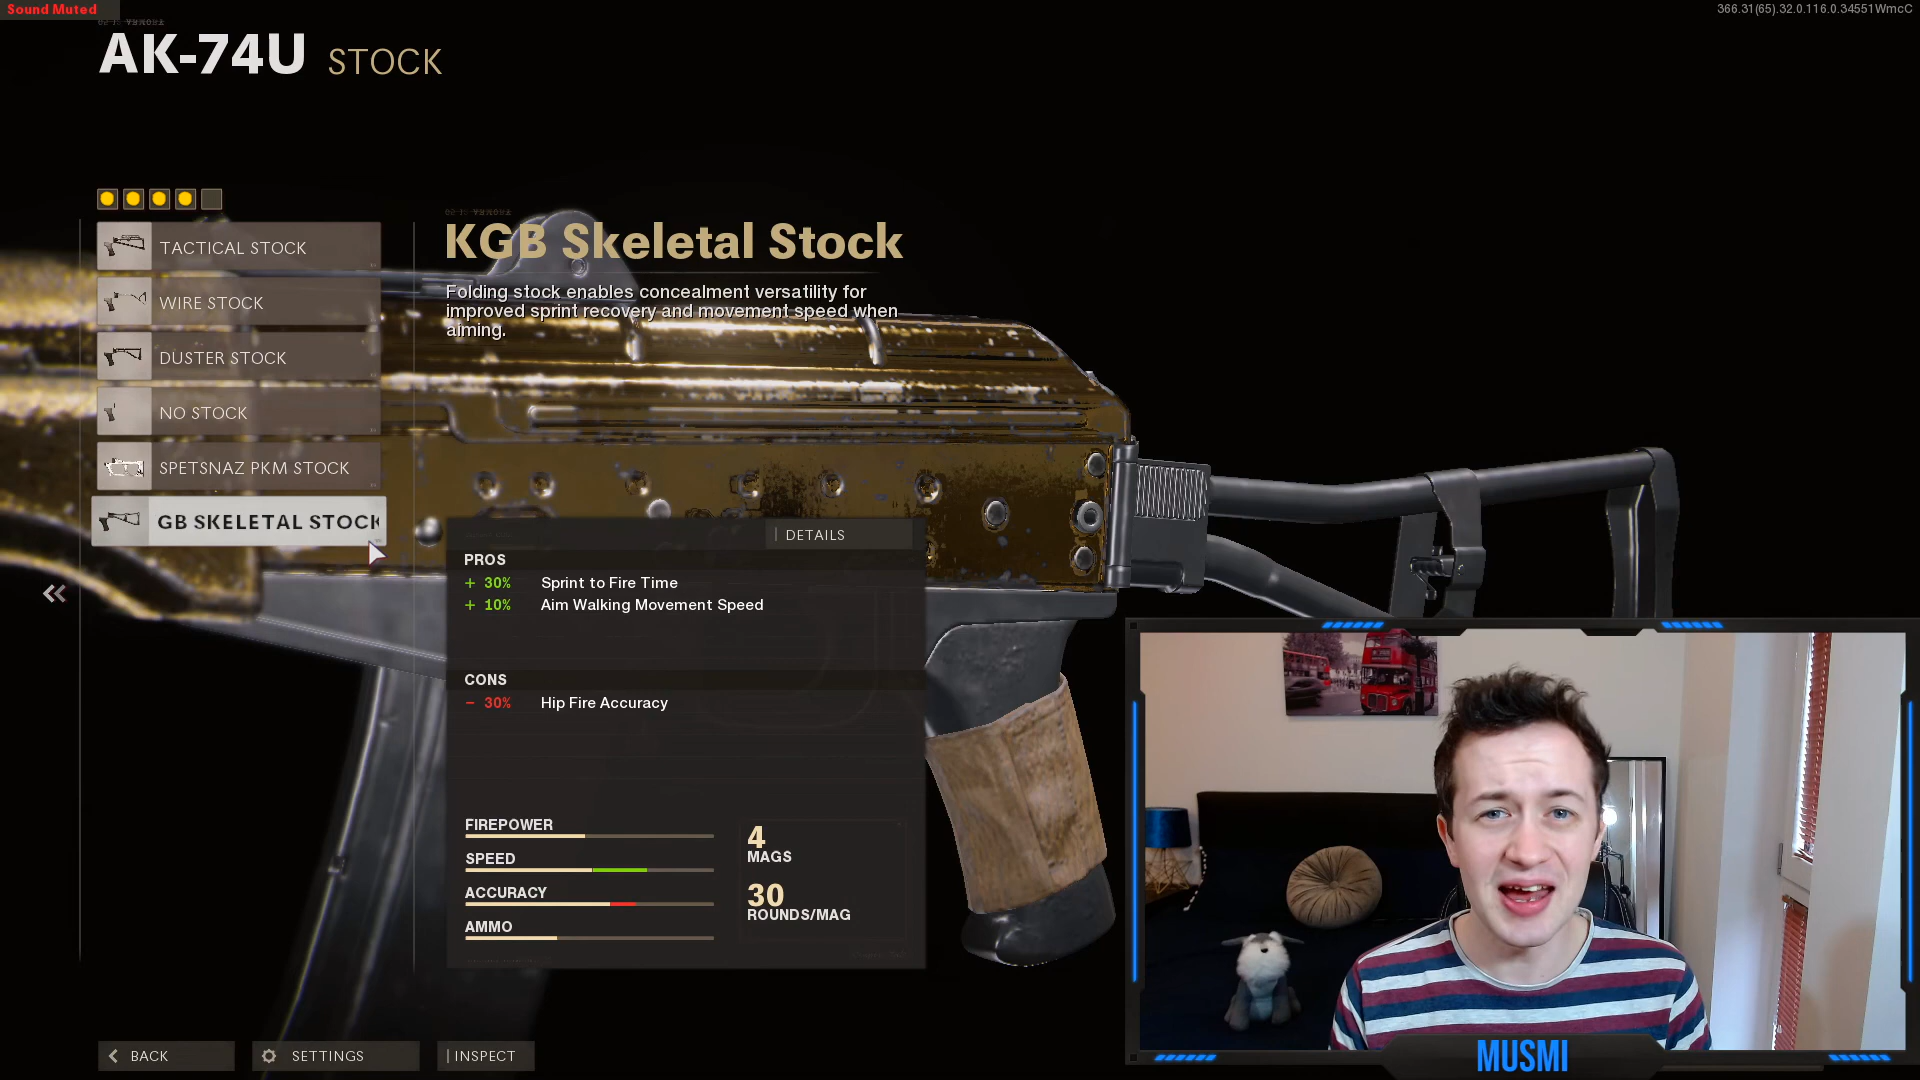 Sound Muted
366.31(65).32.0.116.0.34551WmcC
AK-74U STOCK
TACTICAL STOCK
WIRE STOCK
DUSTER STOCK
NO STOCK
SPETSNAZ PKM STOCK
GB SKELETAL STOCK
KGB Skeletal Stock
Folding stock enables concealment versatility for
improved sprint recovery and movement speed when
aiming.
DETAILS
PROS
+ 30% Sprint to Fire Time
+ 10% Aim Walking Movement Speed
CONS
- 30% Hip Fire Accuracy
FIREPOWER
SPEED
ACCURACY
AMMO
4
MAGS
30
ROUNDS/MAG
BACK
SETTINGS
INSPECT
MUSMI